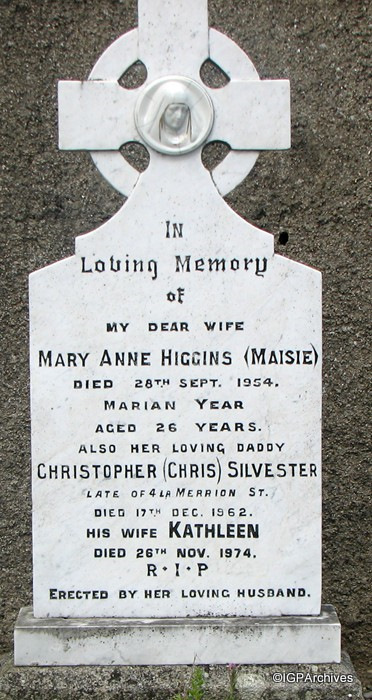 In
Loving Memory
of
MY DEAR WIFE
MARY ANNE HIGGINS (MAISIE)
DIED 28TH SEPT. 1954.
MARIAN YEAR
AGED 26 YEARS.
ALSO HER LOVING DADDY
CHRISTOPHER (CHRIS) SILVESTER
LATE OF 4 LR MERRION ST.
DIED 17TH DEC. 1962.
HIS WIFE KATHLEEN
DIED 26TH NOV. 1974.
R·I·P
ERECTED BY HER LOVING HUSBAND.
©IGPArchives